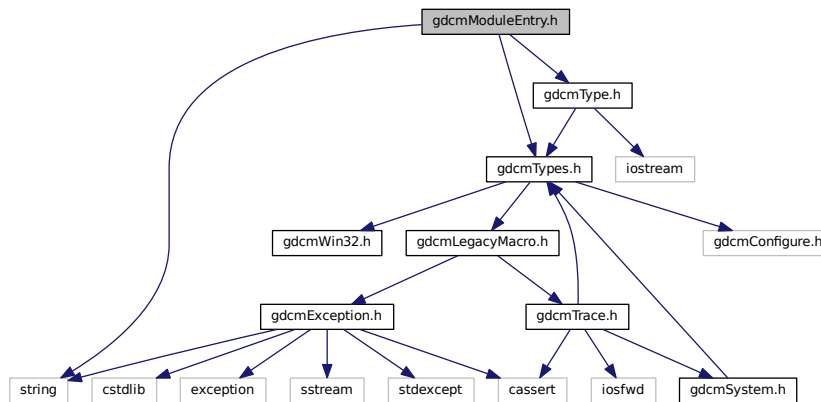 gdcmModuleEntry.h
gdcmType.h
gdcmTypes.h
iostream
gdcmWin32.h
gdcmLegacyMacro.h
gdcmConfigure.h
gdcmException.h
gdcmTrace.h
string
cstdlib
exception
sstream
stdexcept
cassert
iosfwd
gdcmSystem.h